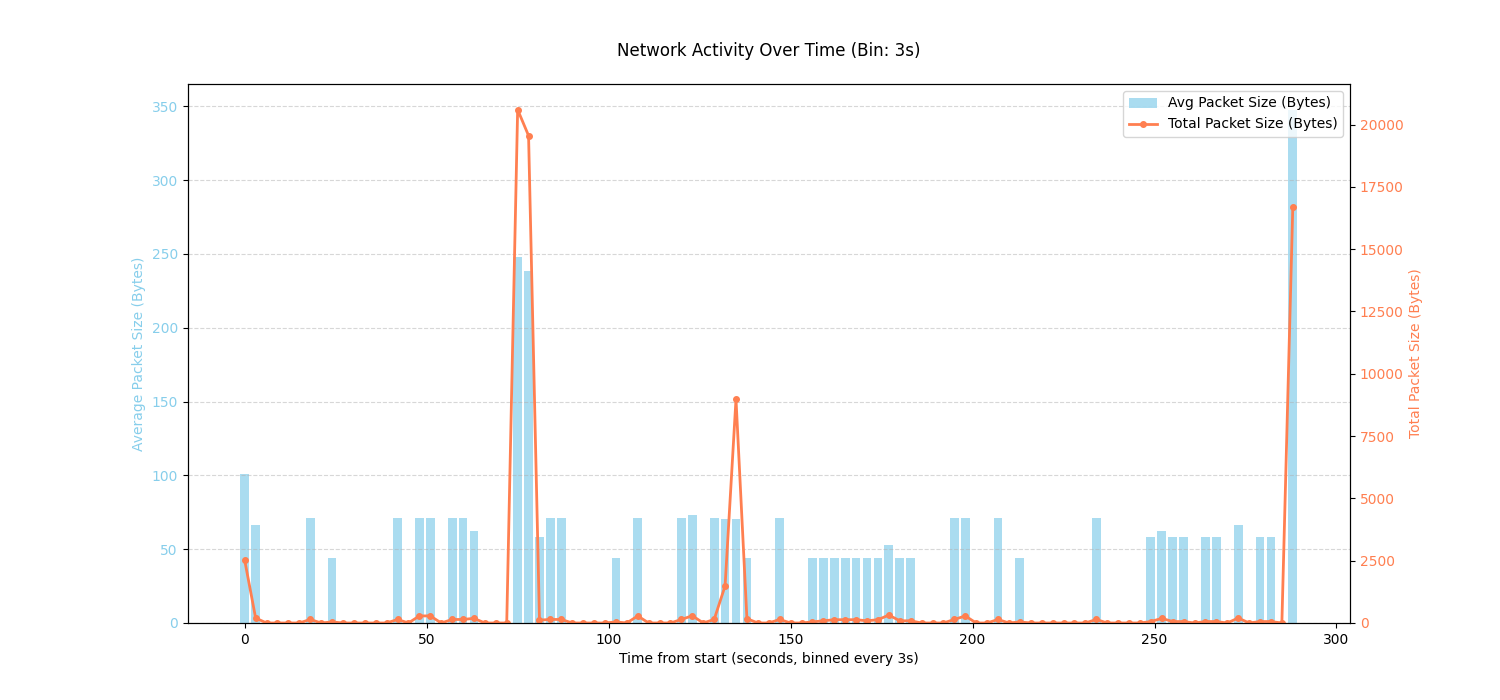 Network Activity Over Time (Bin: 3s)
Avg Packet Size (Bytes)
Total Packet Size (Bytes)
Average Packet Size (Bytes)
350
300
250
200
150
100
50
0
20000
17500
15000
12500
10000
7500
5000
2500
0
Total Packet Size (Bytes)
0 50 100 150 200 250 300
Time from start (seconds, binned every 3s)